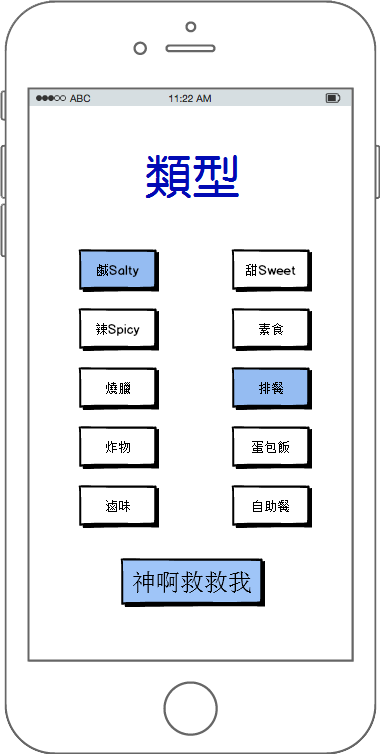 ABC 11:22 AM
類型
鹹Salty 甜Sweet
辣Spicy 素食
燒臘 排餐
炸物 蛋包飯
滷味 自助餐
神啊救救我